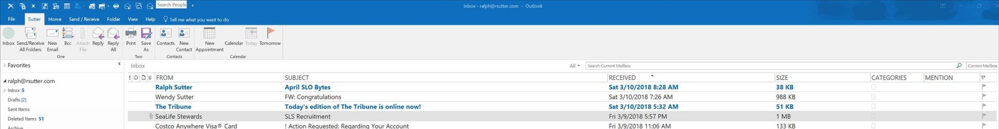 Search People
Inbox - ralph@rsutter.com - Outlook
File Sutter Home Send / Receive Folder View Help Tell me what you want to do
Inbox Send/Receive All Folders New Email Bcc Attach File Reply Reply All Print Save As Contacts New Contact New Appointment Calendar Today Tomorrow
One Two Contacts Calendar
Favorites
Inbox All Search Current Mailbox Current Mailbox
ralph@rsutter.com
! FROM SUBJECT RECEIVED SIZE CATEGORIES MENTION
Inbox 5
Ralph Sutter April SLO Bytes Sat 3/10/2018 8:28 AM 38 KB
Drafts [2]
Wendy Sutter FW: Congratulations Sat 3/10/2018 7:26 AM 988 KB
Sent Items
The Tribune Today's edition of The Tribune is online now! Sat 3/10/2018 5:32 AM 51 KB
Deleted Items 51
SeaLife Stewards SLS Recruitment Fri 3/9/2018 5:57 PM 1 MB
Archive
Costco Anywhere Visa® Card ! Action Requested: Regarding Your Account Fri 3/9/2018 11:06 AM 133 KB